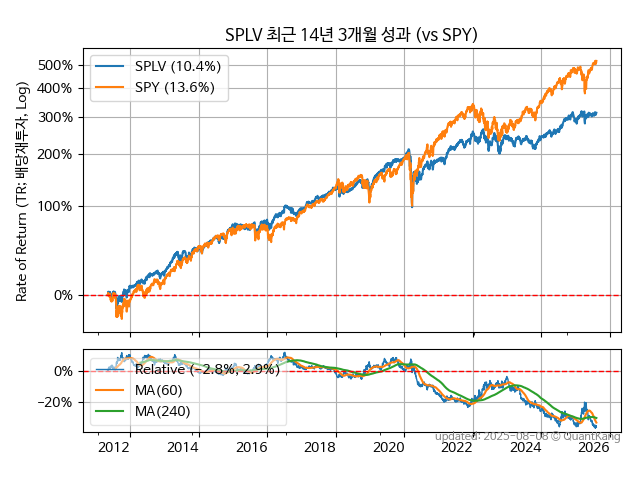 SPLV 최근 14년 3개월 성과 (vs SPY)
Rate of Return (TR; 배당재투자, Log)
500%
400%
300%
200%
100%
0%
SPLV (10.4%)
SPY (13.6%)
0%
−20%
Relative (−2.8%, 2.9%)
MA(60)
MA(240)
updated: 2025-08-08 © QuantKang
2012 2014 2016 2018 2020 2022 2024 2026